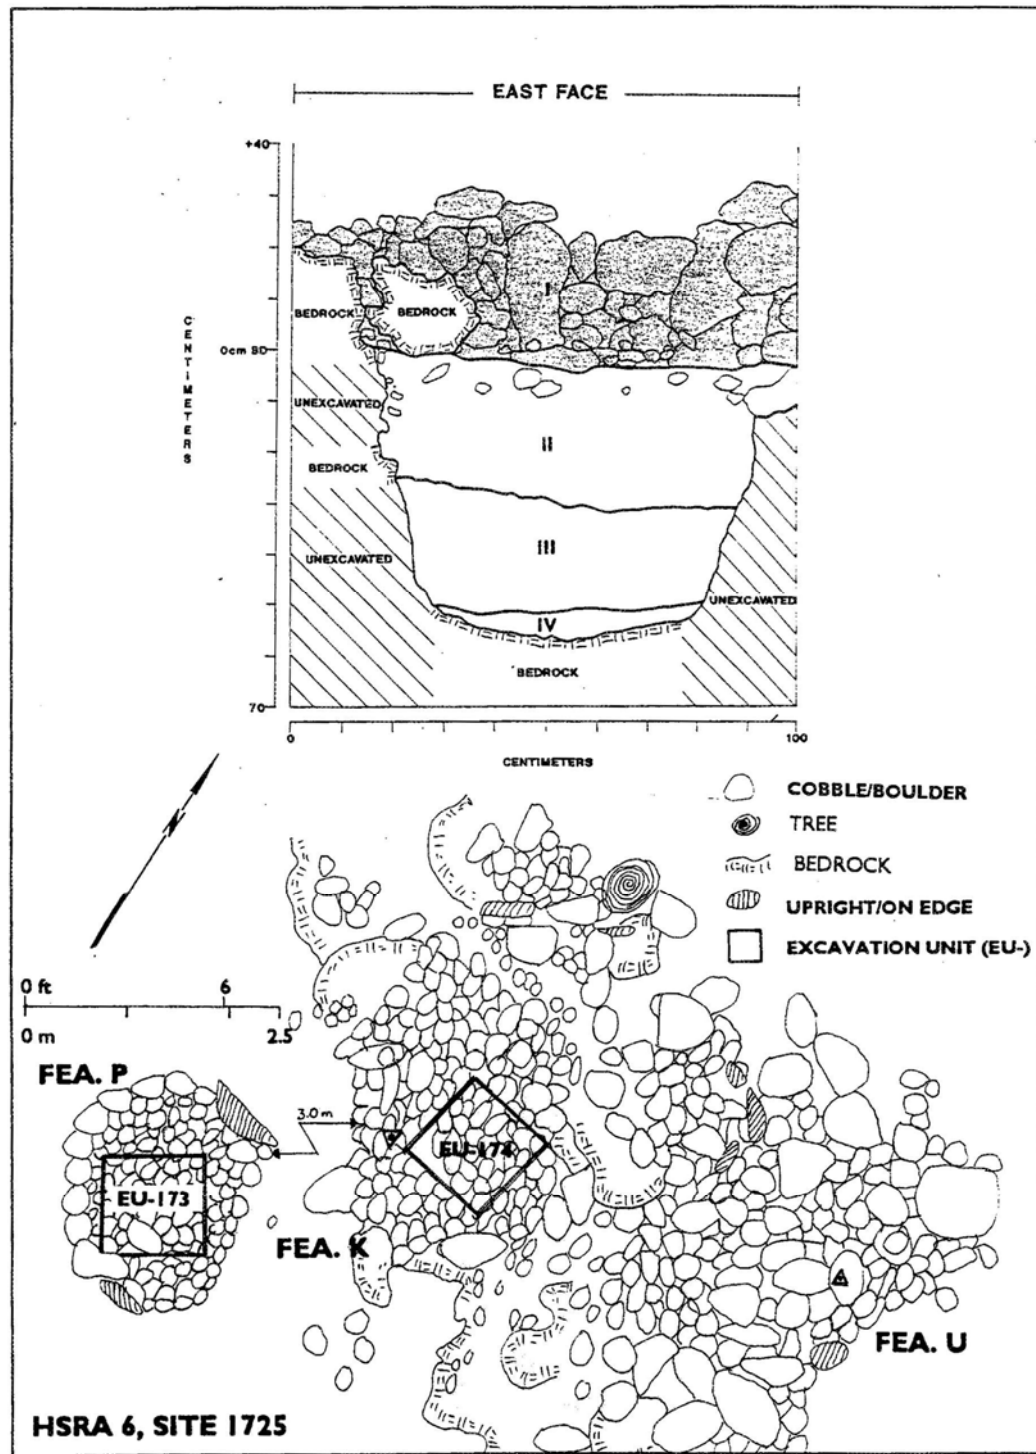 EAST FACE
+40
I
BEDROCK
BEDROCK
CENTIMETERS
UNEXCAVATED
II
BEDROCK
III
UNEXCAVATED
UNEXCAVATED
IV
BEDROCK
70
0
100
CENTIMETERS
COBBLE/BOULDER
TREE
BEDROCK
UPRIGHT/ON EDGE
EXCAVATION UNIT (EU-)
N
0 ft
6
0 m
2.5
FEA. P
3.0 m
EU-174
EU-173
FEA. K
FEA. U
HSRA 6, SITE 1725